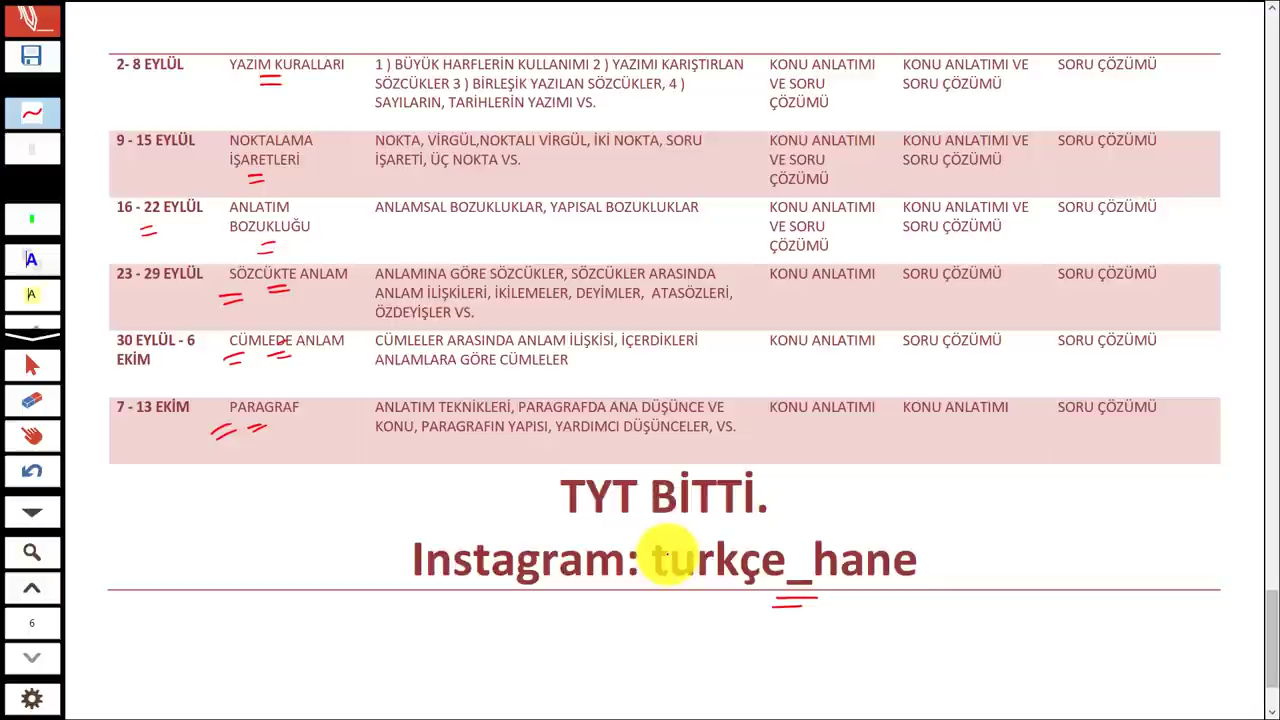 2- 8 EYLÜL YAZIM KURALLARI 1 ) BÜYÜK HARFLERİN KULLANIMI 2 ) YAZIMI KARIŞTIRLAN KONU ANLATIMI KONU ANLATIMI VE SORU ÇÖZÜMÜ
SÖZCÜKLER 3 ) BİRLEŞİK YAZILAN SÖZCÜKLER, 4 ) VE SORU SORU ÇÖZÜMÜ
SAYILARIN, TARİHLERİN YAZIMI VS. ÇÖZÜMÜ
9 - 15 EYLÜL NOKTALAMA NOKTA, VİRGÜL,NOKTALI VİRGÜL, İKİ NOKTA, SORU KONU ANLATIMI KONU ANLATIMI VE SORU ÇÖZÜMÜ
İŞARETLERİ İŞARETİ, ÜÇ NOKTA VS. VE SORU SORU ÇÖZÜMÜ
ÇÖZÜMÜ
16 - 22 EYLÜL ANLATIM ANLAMSAL BOZUKLUKLAR, YAPISAL BOZUKLUKLAR KONU ANLATIMI KONU ANLATIMI VE SORU ÇÖZÜMÜ
BOZUKLUĞU VE SORU SORU ÇÖZÜMÜ
ÇÖZÜMÜ
23 - 29 EYLÜL SÖZCÜKTE ANLAM ANLAMINA GÖRE SÖZCÜKLER, SÖZCÜKLER ARASINDA KONU ANLATIMI SORU ÇÖZÜMÜ SORU ÇÖZÜMÜ
ANLAM İLİŞKİLERİ, İKİLEMELER, DEYİMLER, ATASÖZLERİ,
ÖZDEYİŞLER VS.
30 EYLÜL - 6 CÜMLEDE ANLAM CÜMLELER ARASINDA ANLAM İLİŞKİSİ, İÇERDİKLERİ KONU ANLATIMI SORU ÇÖZÜMÜ SORU ÇÖZÜMÜ
EKİM ANLAMLARA GÖRE CÜMLELER
7 - 13 EKİM PARAGRAF ANLATIM TEKNİKLERİ, PARAGRAFDA ANA DÜŞÜNCE VE KONU ANLATIMI KONU ANLATIMI SORU ÇÖZÜMÜ
KONU, PARAGRAFIN YAPISI, YARDIMCI DÜŞÜNCELER, VS.
TYT BİTTİ.
Instagram: turkçe_hane
A
A
6